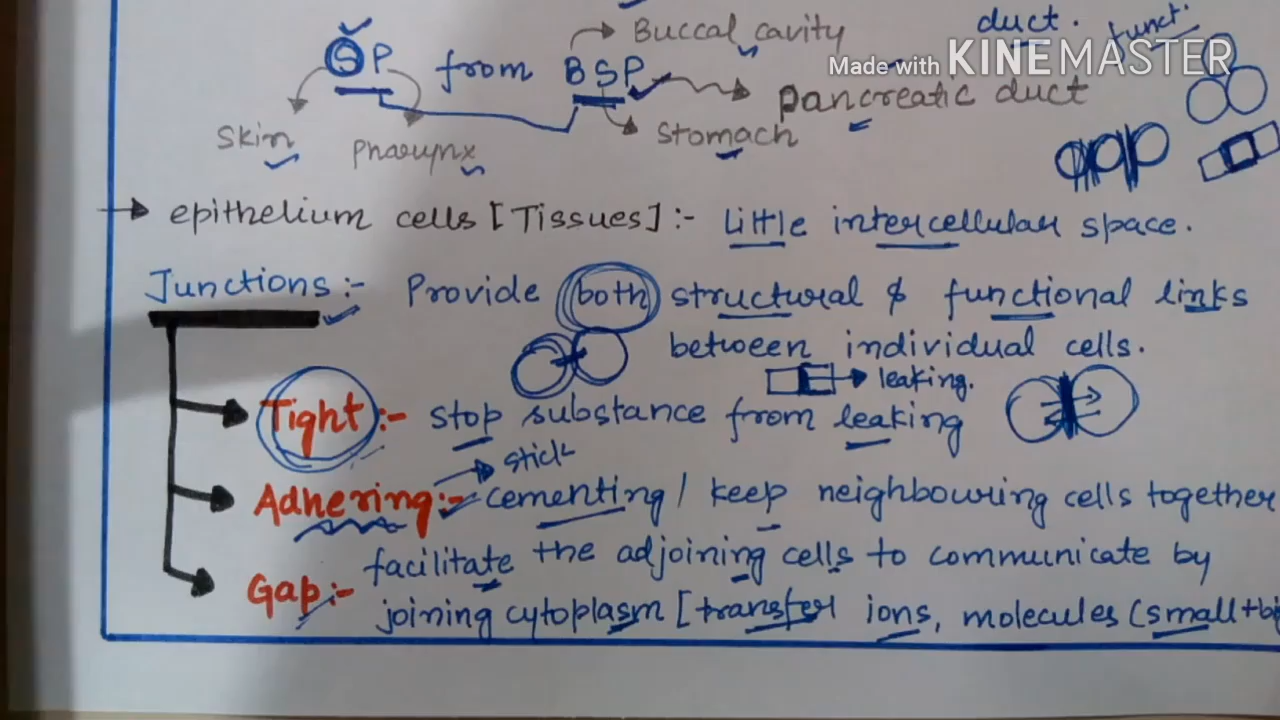 duct. funct.
Buccal cavity
Made with KINEMASTER
SP from BSP
pancreatic duct
Skin Pharynx Stomach
gap
epithelium cells [Tissues]:- Little intercellular space.
Junctions:- Provide both structural & functional links
between individual cells.
leaking.
Tight:- stop substance from leaking
stick
Adhering:- cementing / keep neighbouring cells together
facilitate the adjoining cells to communicate by
Gap:- joining cytoplasm [transfer ions, molecules (small+bi